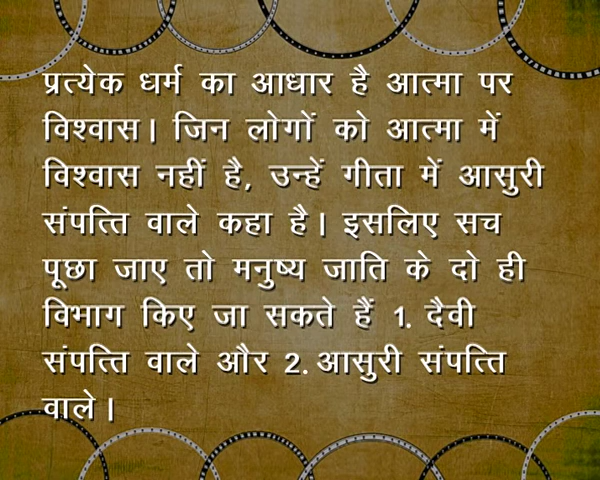 प्रत्येक धर्म का आधार है आत्मा पर
विश्वास। जिन लोगों को आत्मा में
विश्वास नहीं है, उन्हें गीता में आसुरी
संपत्ति वाले कहा है। इसलिए सच
पूछा जाए तो मनुष्य जाति के दो ही
विभाग किए जा सकते हैं 1. दैवी
संपत्ति वाले और 2. आसुरी संपत्ति
वाले।